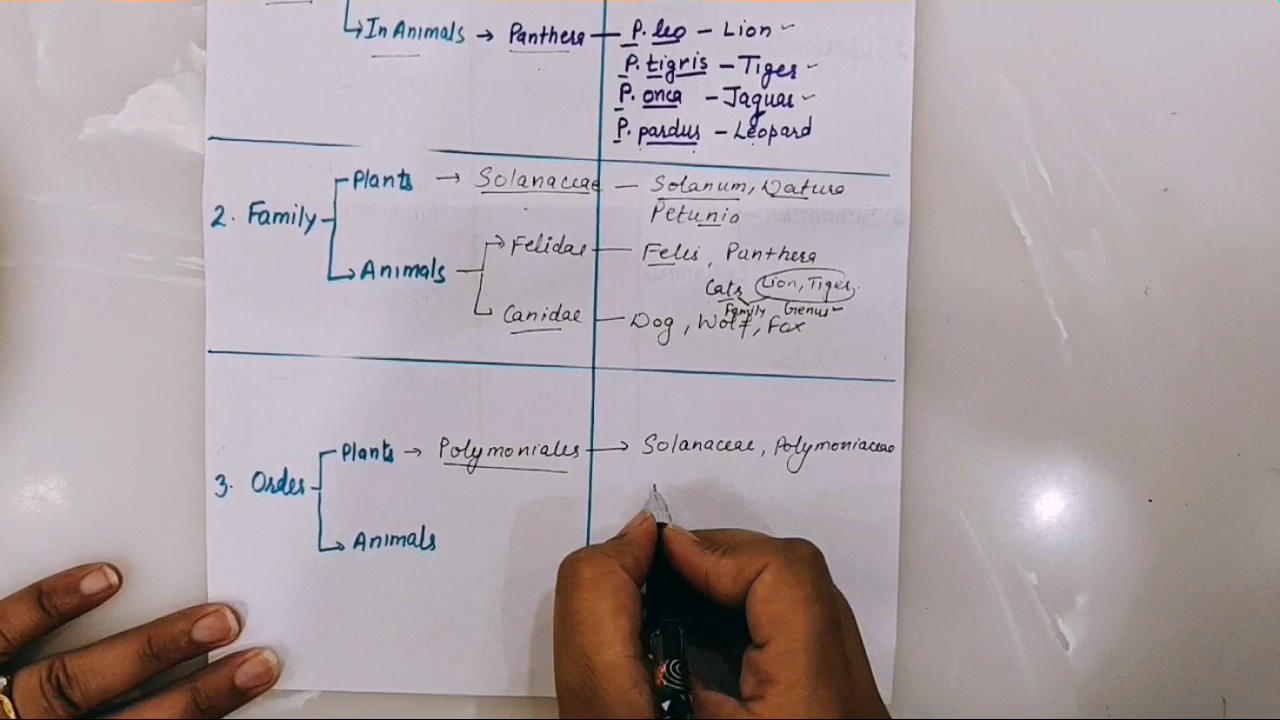 In Animals → Panthera — P. leo - Lion
P. tigris - Tiger
P. onca - Jaguar
P. pardus - Leopard
Plants → Solanaceae — Solanum, Datura
Petunia
2. Family
Felidae — Felis, Panthera
Animals
Cats Lion, Tiger
Family Genus
Canidae — Dog, Wolf, Fox
Plants → Polymoniales → Solanaceae, Polymoniaceae
3. Order
Animals